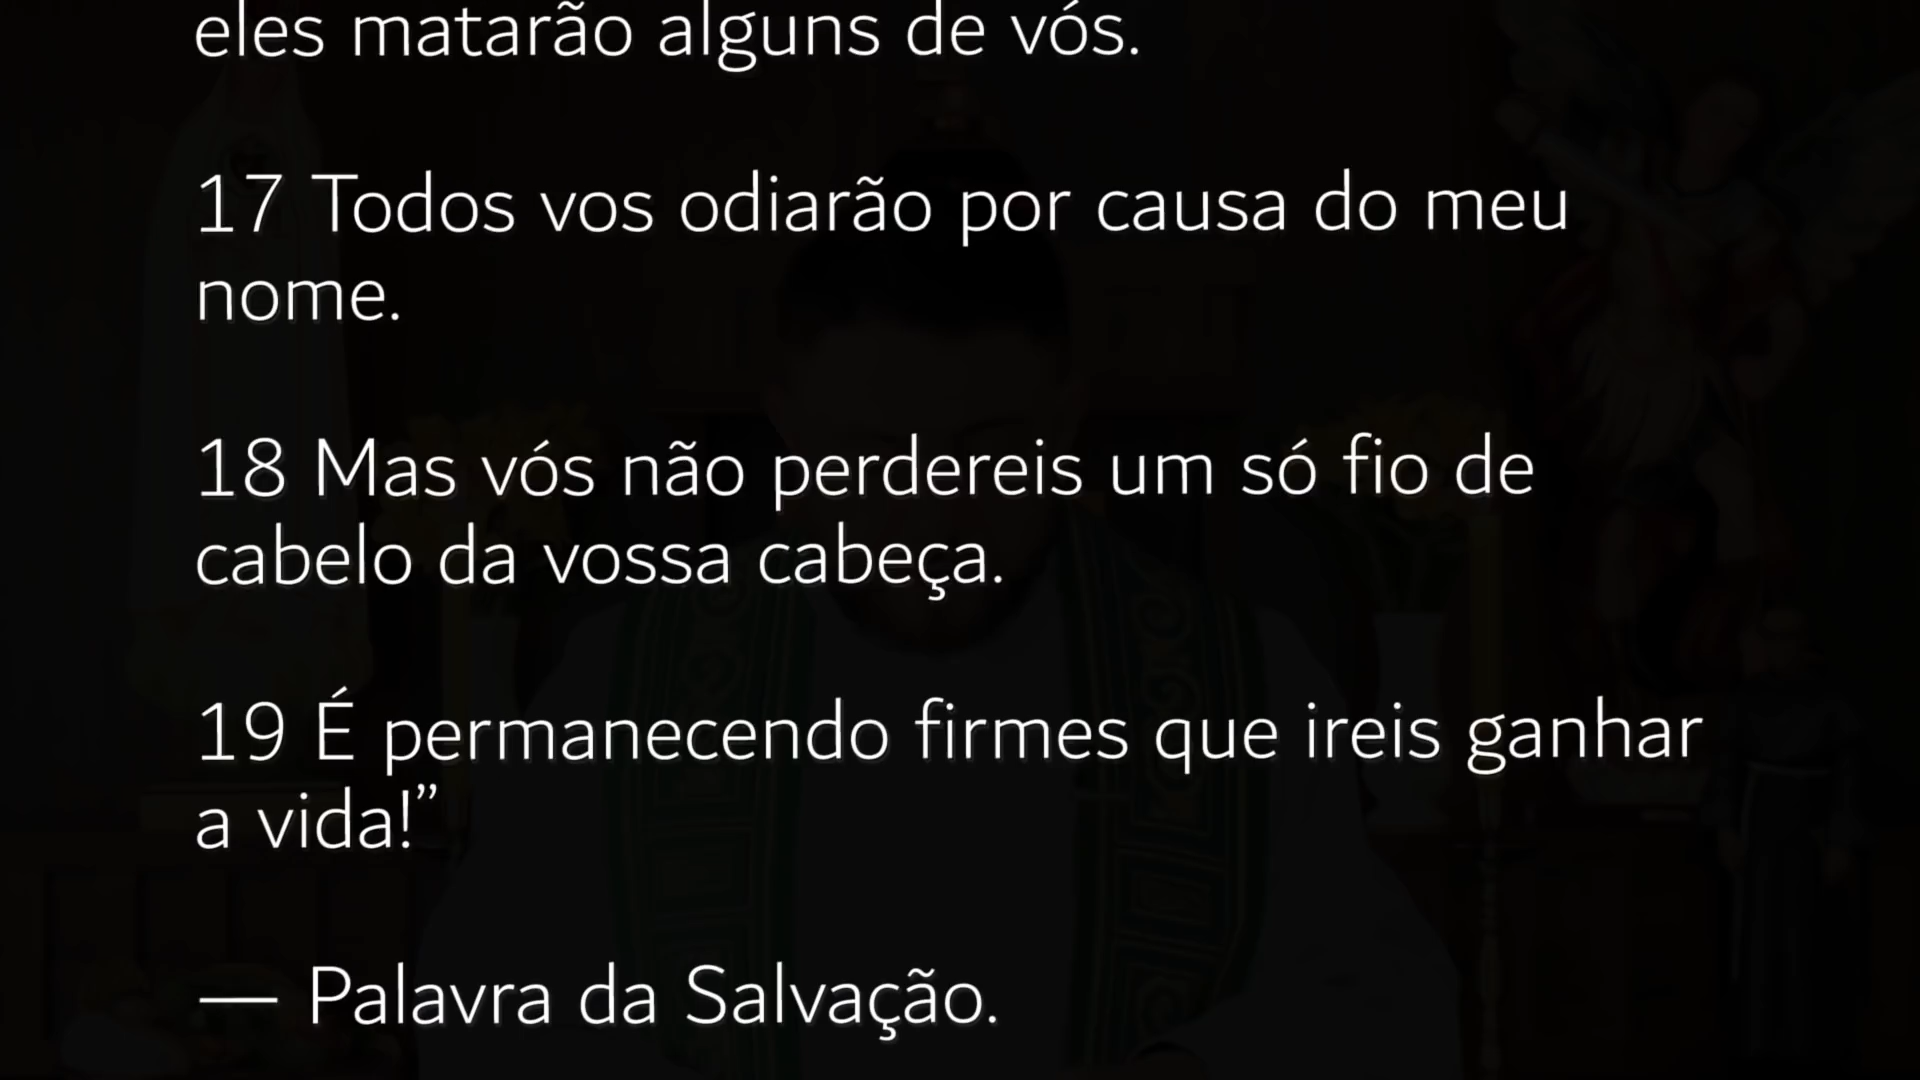 eles matarão alguns de vós.
17 Todos vos odiarão por causa do meu
nome.
18 Mas vós não perdereis um só fio de
cabelo da vossa cabeça.
19 É permanecendo firmes que ireis ganhar
a vida!”
— Palavra da Salvação.